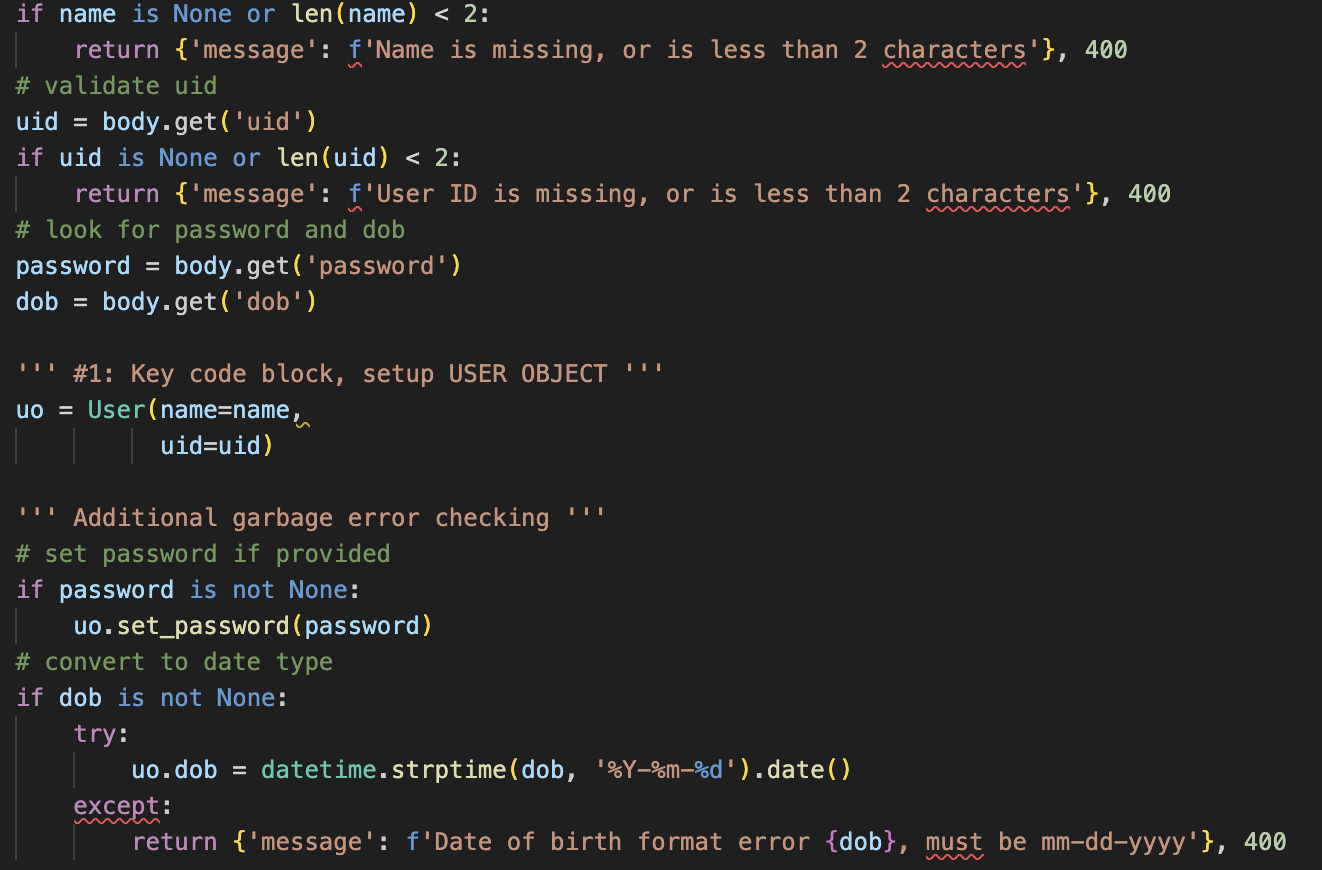 if name is None or len(name) < 2:
    return {'message': f'Name is missing, or is less than 2 characters'}, 400
# validate uid
uid = body.get('uid')
if uid is None or len(uid) < 2:
    return {'message': f'User ID is missing, or is less than 2 characters'}, 400
# look for password and dob
password = body.get('password')
dob = body.get('dob')

''' #1: Key code block, setup USER OBJECT '''
uo = User(name=name,
          uid=uid)

''' Additional garbage error checking '''
# set password if provided
if password is not None:
    uo.set_password(password)
# convert to date type
if dob is not None:
    try:
        uo.dob = datetime.strptime(dob, '%Y-%m-%d').date()
    except:
        return {'message': f'Date of birth format error {dob}, must be mm-dd-yyyy'}, 400